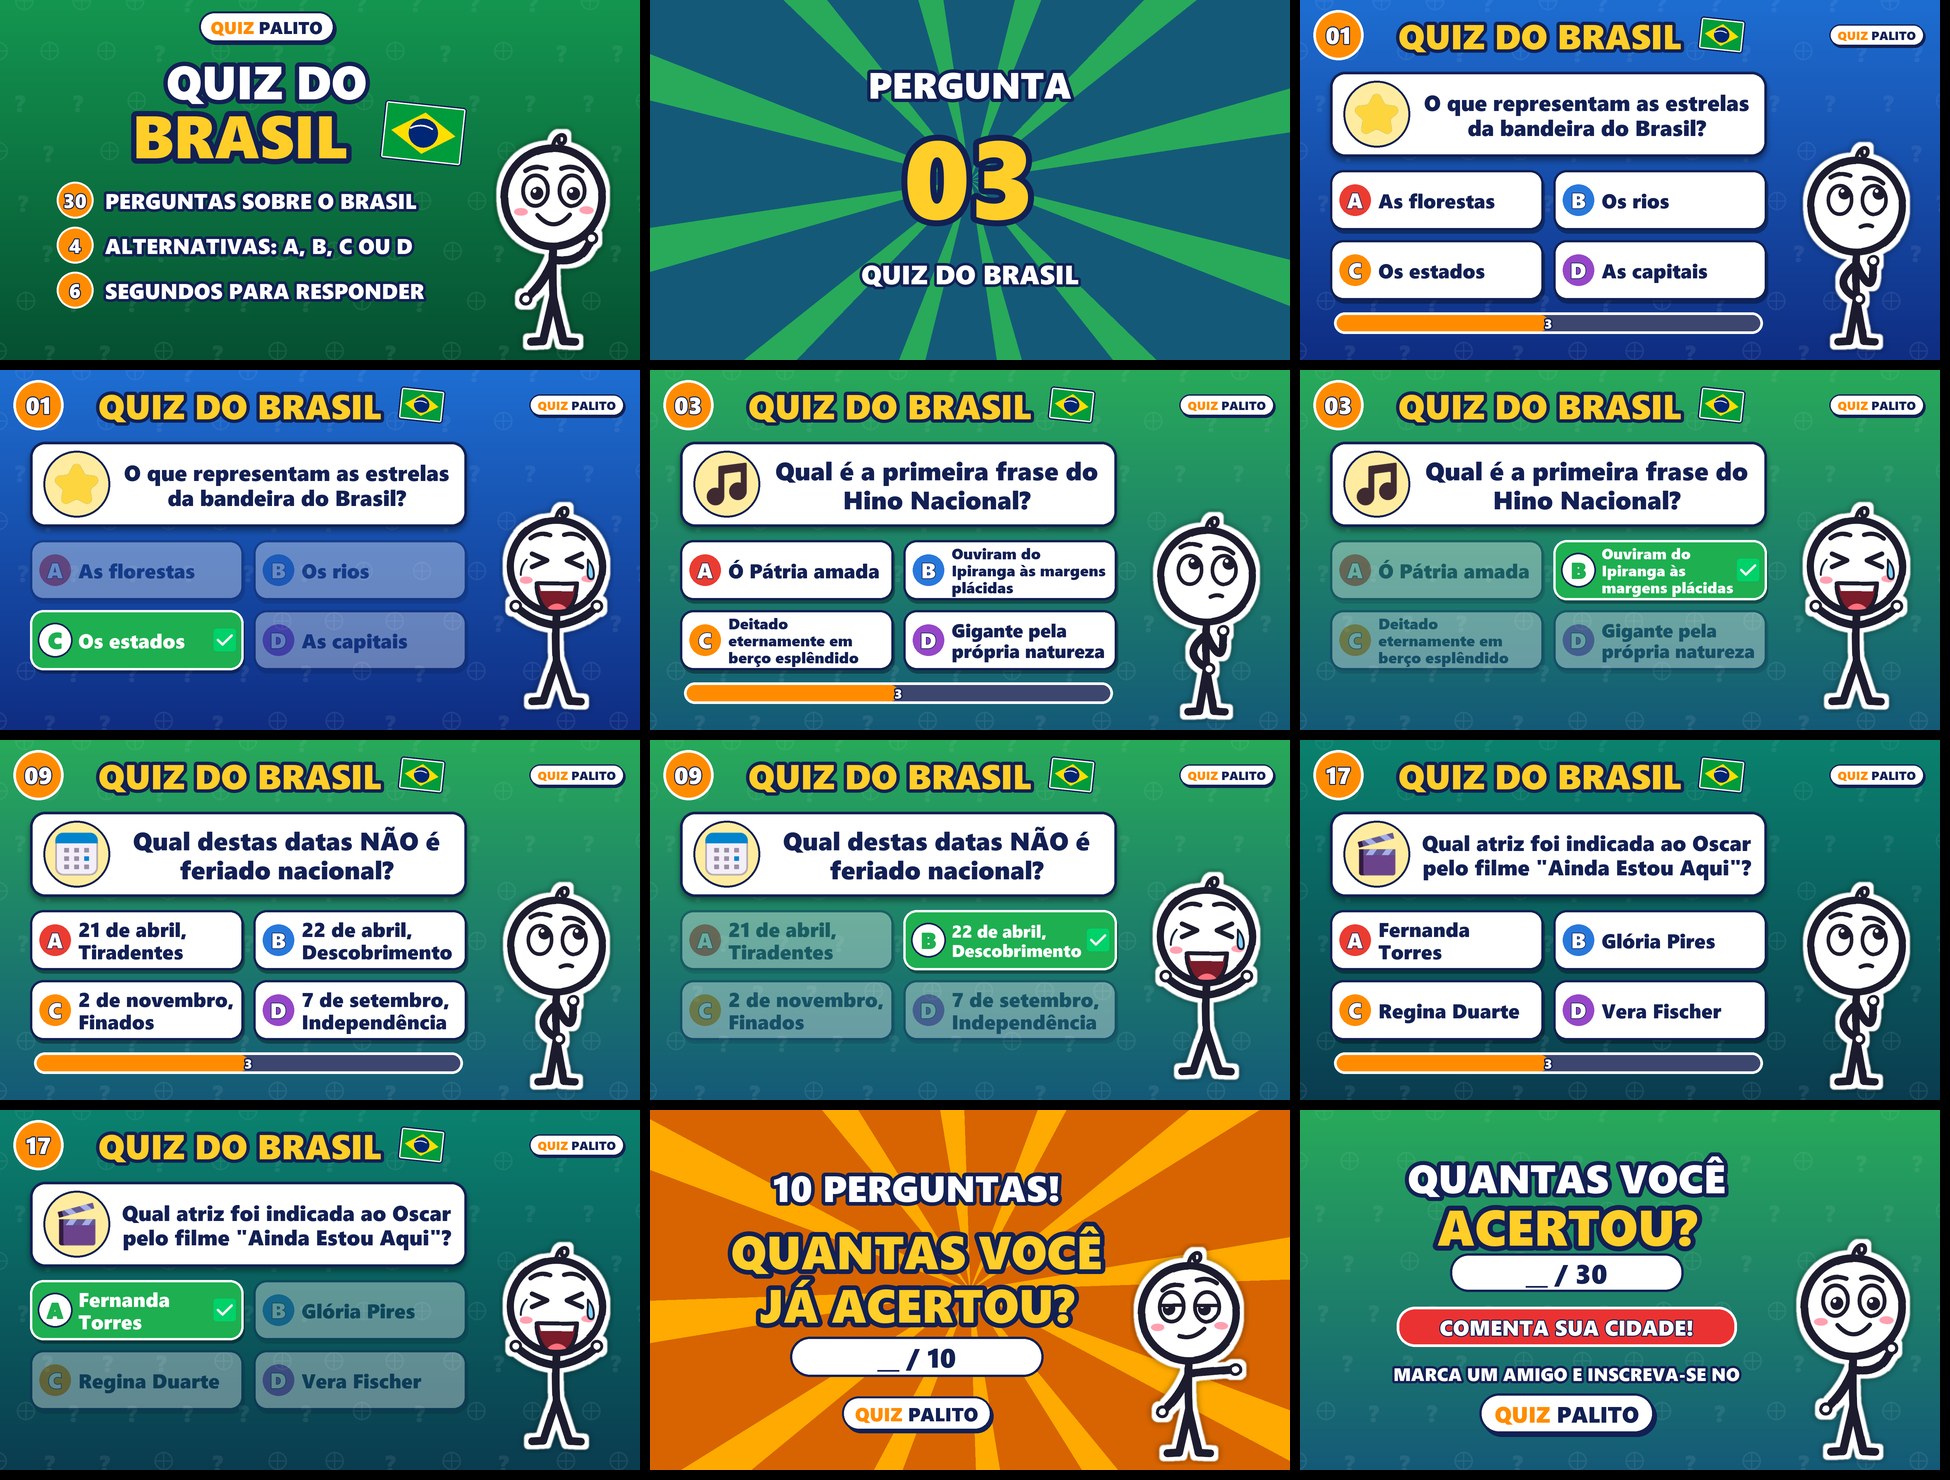 QUIZ PALITO
QUIZ DO
BRASIL
30 PERGUNTAS SOBRE O BRASIL
4 ALTERNATIVAS: A, B, C OU D
6 SEGUNDOS PARA RESPONDER
PERGUNTA
03
QUIZ DO BRASIL
01 QUIZ DO BRASIL QUIZ PALITO
O que representam as estrelas
da bandeira do Brasil?
A As florestas
B Os rios
C Os estados
D As capitais
3
01 QUIZ DO BRASIL QUIZ PALITO
O que representam as estrelas
da bandeira do Brasil?
A As florestas
B Os rios
C Os estados
D As capitais
03 QUIZ DO BRASIL QUIZ PALITO
Qual é a primeira frase do
Hino Nacional?
A Ó Pátria amada
B Ouviram do
Ipiranga às margens
plácidas
C Deitado
eternamente em
berço esplêndido
D Gigante pela
própria natureza
3
03 QUIZ DO BRASIL QUIZ PALITO
Qual é a primeira frase do
Hino Nacional?
A Ó Pátria amada
B Ouviram do
Ipiranga às
margens plácidas
C Deitado
eternamente em
berço esplêndido
D Gigante pela
própria natureza
09 QUIZ DO BRASIL QUIZ PALITO
Qual destas datas NÃO é
feriado nacional?
A 21 de abril,
Tiradentes
B 22 de abril,
Descobrimento
C 2 de novembro,
Finados
D 7 de setembro,
Independência
3
09 QUIZ DO BRASIL QUIZ PALITO
Qual destas datas NÃO é
feriado nacional?
A 21 de abril,
Tiradentes
B 22 de abril,
Descobrimento
C 2 de novembro,
Finados
D 7 de setembro,
Independência
17 QUIZ DO BRASIL QUIZ PALITO
Qual atriz foi indicada ao Oscar
pelo filme "Ainda Estou Aqui"?
A Fernanda
Torres
B Glória Pires
C Regina Duarte
D Vera Fischer
3
17 QUIZ DO BRASIL QUIZ PALITO
Qual atriz foi indicada ao Oscar
pelo filme "Ainda Estou Aqui"?
A Fernanda
Torres
B Glória Pires
C Regina Duarte
D Vera Fischer
10 PERGUNTAS!
QUANTAS VOCÊ
JÁ ACERTOU?
__ / 10
QUIZ PALITO
QUANTAS VOCÊ
ACERTOU?
__ / 30
COMENTA SUA CIDADE!
MARCA UM AMIGO E INSCREVA-SE NO
QUIZ PALITO